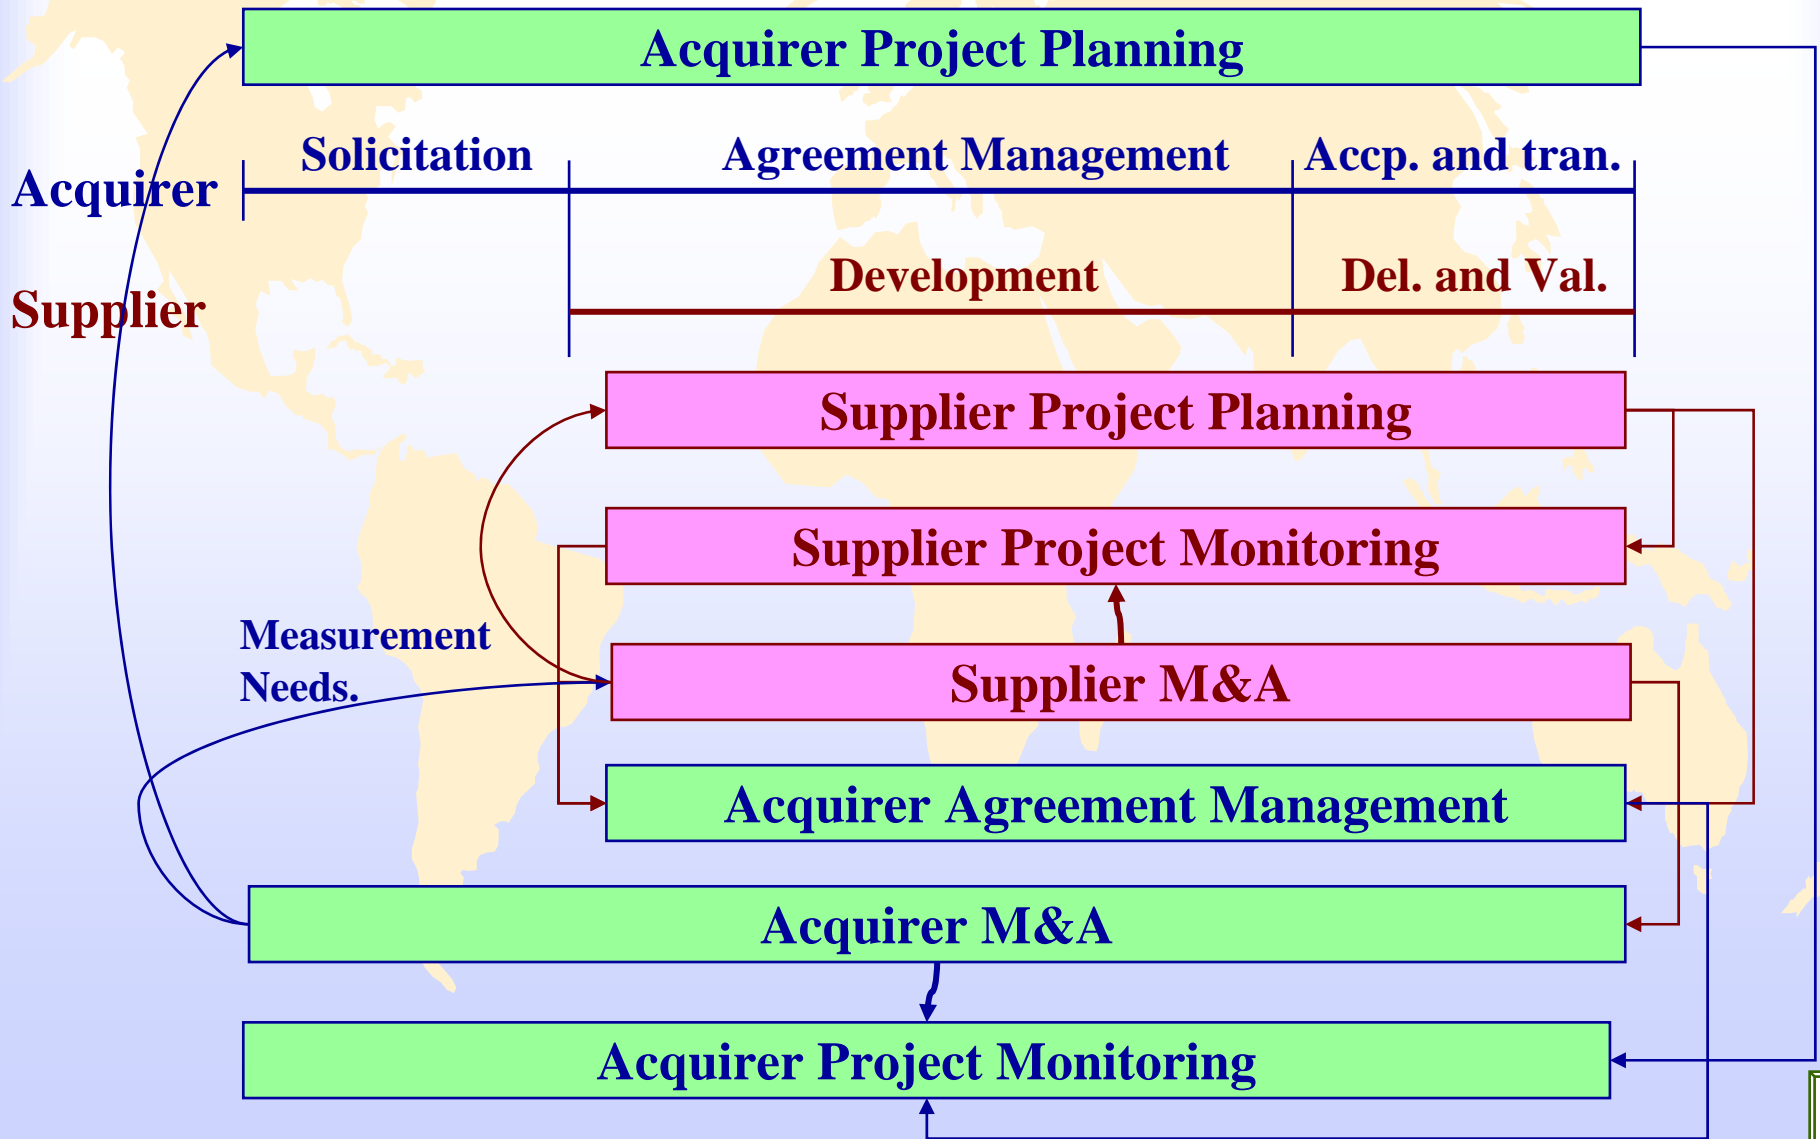 Acquirer Project Planning
Solicitation
Agreement Management
Accp. and tran.
Acquirer
Development
Del. and Val.
Supplier
Supplier Project Planning
Supplier Project Monitoring
Measurement
Needs.
Supplier M&A
Acquirer Agreement Management
Acquirer M&A
Acquirer Project Monitoring